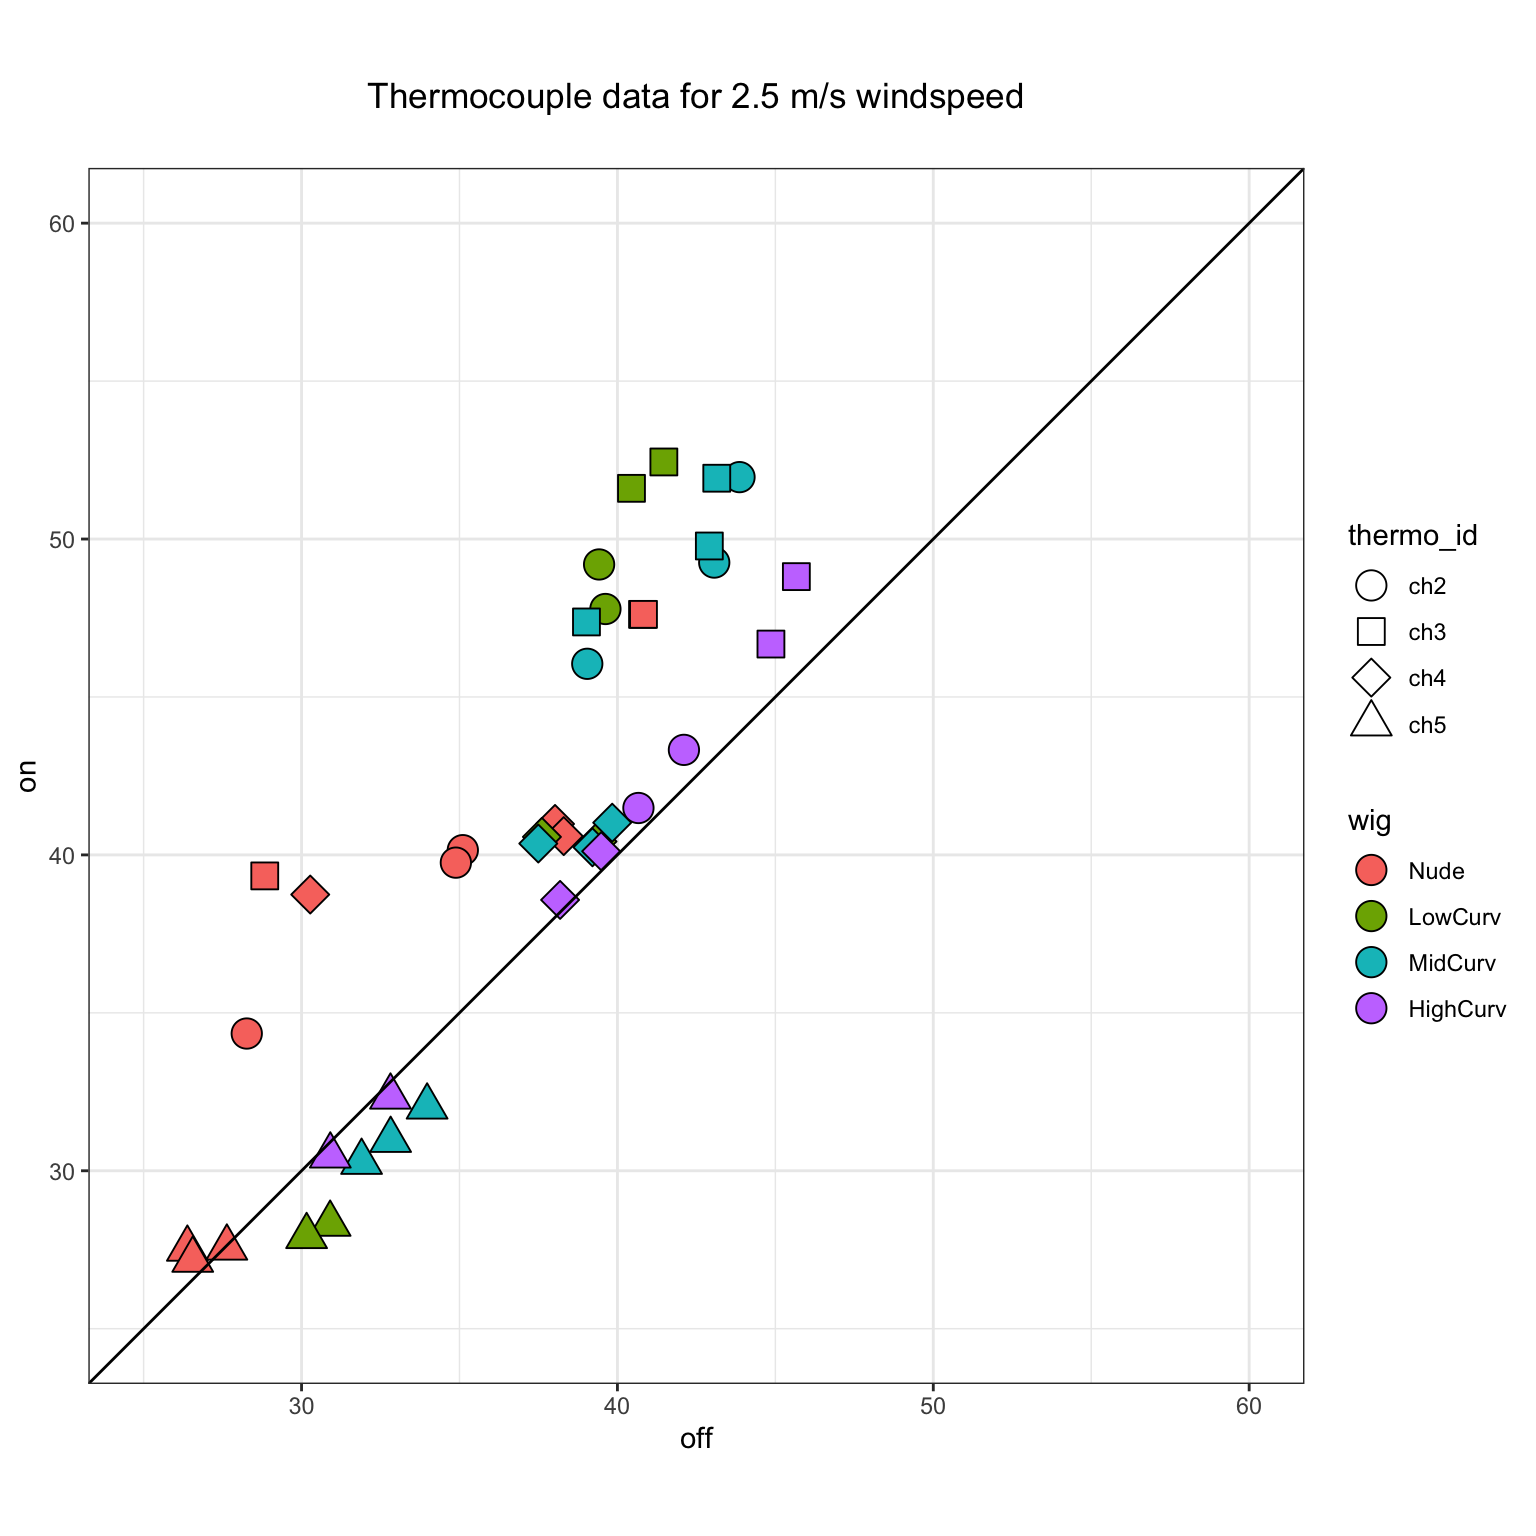 Thermocouple data for 2.5 m/s windspeed
60
50
40
30
on
30
40
50
60
off
thermo_id
ch2
ch3
ch4
ch5
wig
Nude
LowCurv
MidCurv
HighCurv